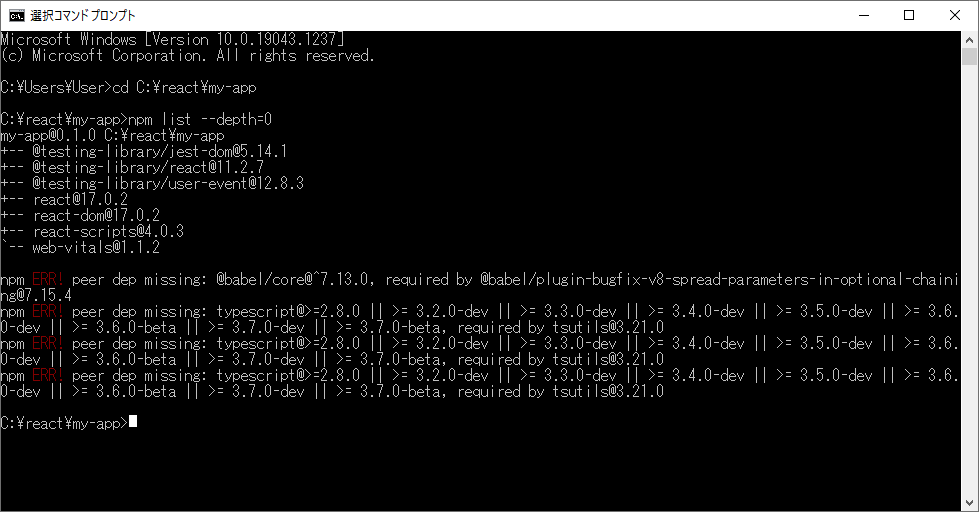 選択コマンドプロンプト
Microsoft Windows [Version 10.0.19043.1237]
(c) Microsoft Corporation. All rights reserved.
C:¥Users¥User>cd C:¥react¥my-app
C:¥react¥my-app>npm list --depth=0
my-app@0.1.0 C:¥react¥my-app
+-- @testing-library/jest-dom@5.14.1
+-- @testing-library/react@11.2.7
+-- @testing-library/user-event@12.8.3
+-- react@17.0.2
+-- react-dom@17.0.2
+-- react-scripts@4.0.3
`-- web-vitals@1.1.2
npm ERR! peer dep missing: @babel/core@^7.13.0, required by @babel/plugin-bugfix-v8-spread-parameters-in-optional-chaini
ng@7.15.4
npm ERR! peer dep missing: typescript@>=2.8.0 || >= 3.2.0-dev || >= 3.3.0-dev || >= 3.4.0-dev || >= 3.5.0-dev || >= 3.6.
0-dev || >= 3.6.0-beta || >= 3.7.0-dev || >= 3.7.0-beta, required by tsutils@3.21.0
npm ERR! peer dep missing: typescript@>=2.8.0 || >= 3.2.0-dev || >= 3.3.0-dev || >= 3.4.0-dev || >= 3.5.0-dev || >= 3.6.
0-dev || >= 3.6.0-beta || >= 3.7.0-dev || >= 3.7.0-beta, required by tsutils@3.21.0
npm ERR! peer dep missing: typescript@>=2.8.0 || >= 3.2.0-dev || >= 3.3.0-dev || >= 3.4.0-dev || >= 3.5.0-dev || >= 3.6.
0-dev || >= 3.6.0-beta || >= 3.7.0-dev || >= 3.7.0-beta, required by tsutils@3.21.0
C:¥react¥my-app>